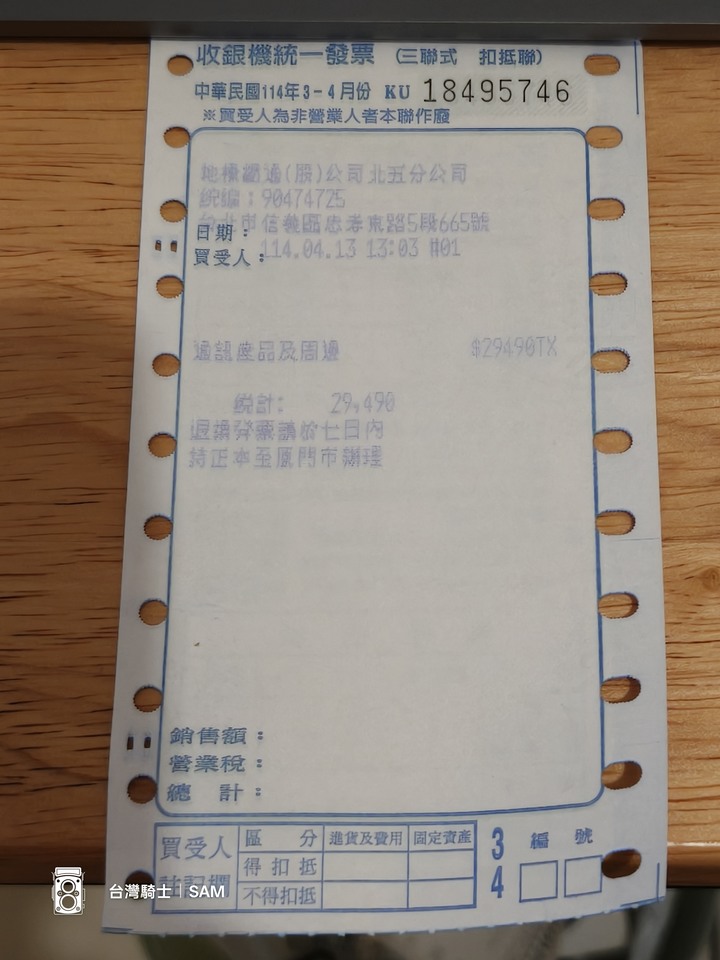 收銀機統一發票 (三聯式 扣抵聯)
中華民國114年3-4月份 KU 18495746
※買受人為非營業人者本聯作廢
地標網通(股)公司北五分公司
統編:90474725
台北市信義區忠孝東路5段665號
日期:
114.04.13 13:03 #01
買受人:
通訊產品及周邊 $29490TX
統計: 29,490
退換發票請於七日內
持正本至原門市辦理
銷售額:
營業稅:
總 計:
買受人 註記欄
區 分 進貨及費用 固定資產
得扣抵
不得扣抵
3 4
編 號
台灣騎士 | SAM